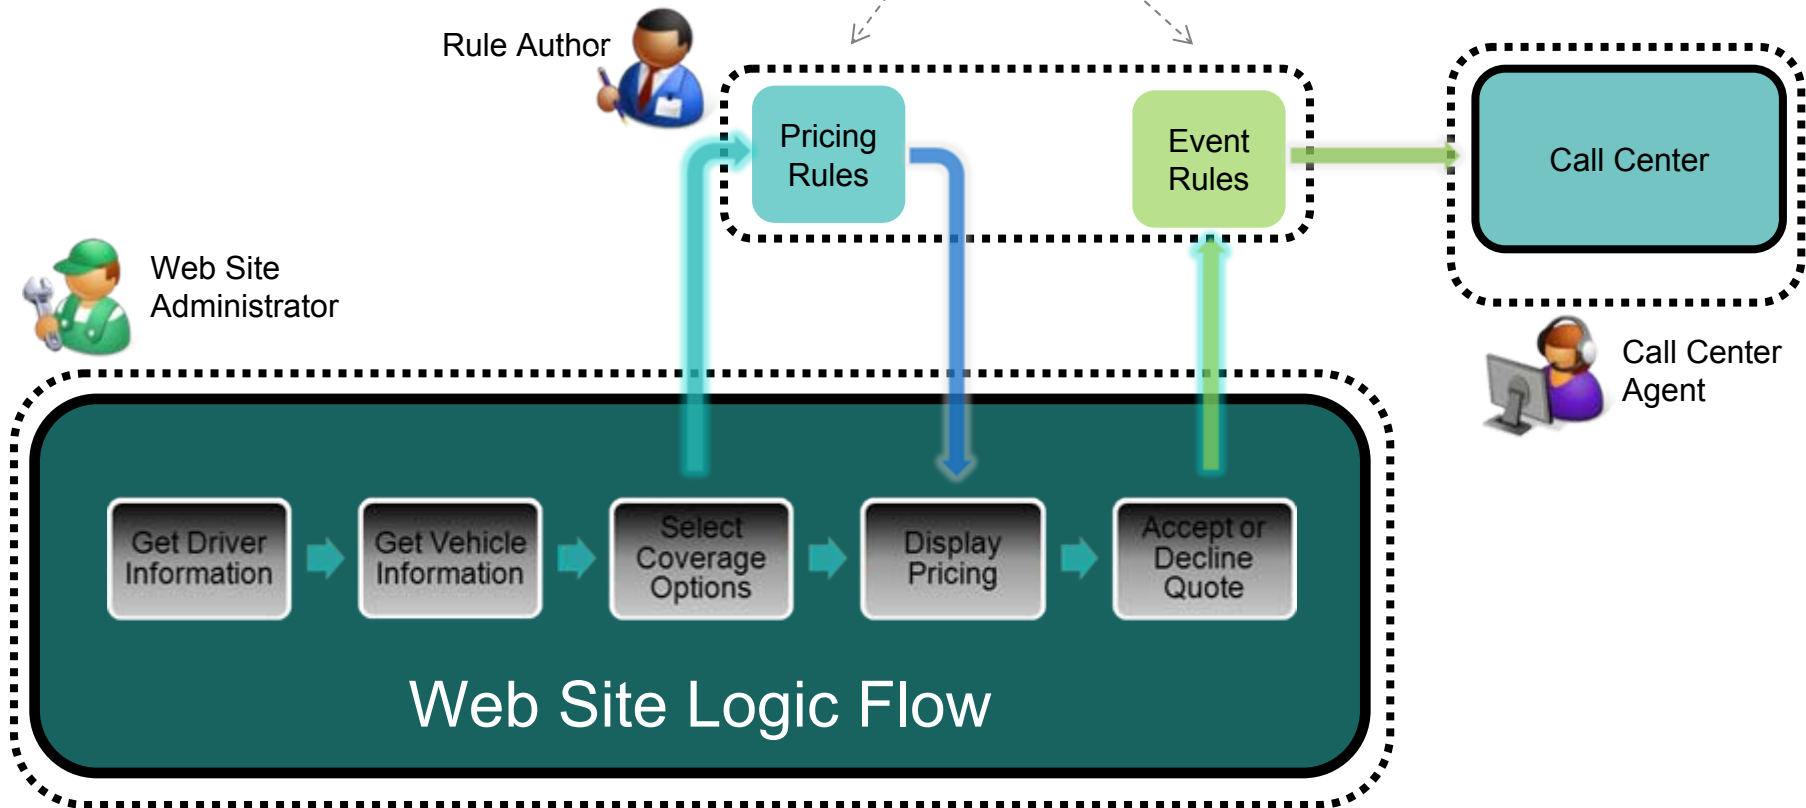 Rule Author
Pricing
Rules
Event
Rules
Call Center
Web Site
Administrator
Call Center
Agent
Get Driver
Information
Get Vehicle
Information
Select
Coverage
Options
Display
Pricing
Accept or
Decline
Quote
Web Site Logic Flow